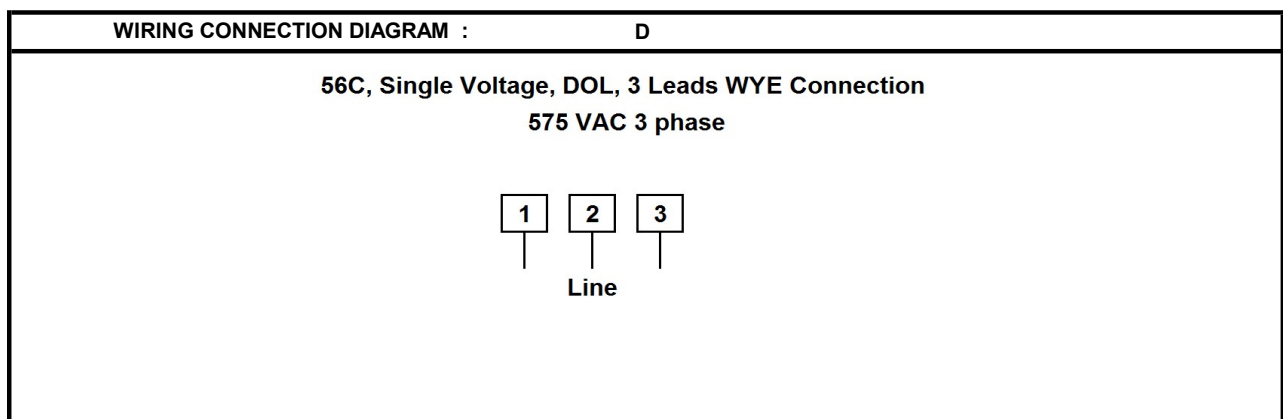 WIRING CONNECTION DIAGRAM : D
56C, Single Voltage, DOL, 3 Leads WYE Connection
575 VAC 3 phase
1 2 3
Line